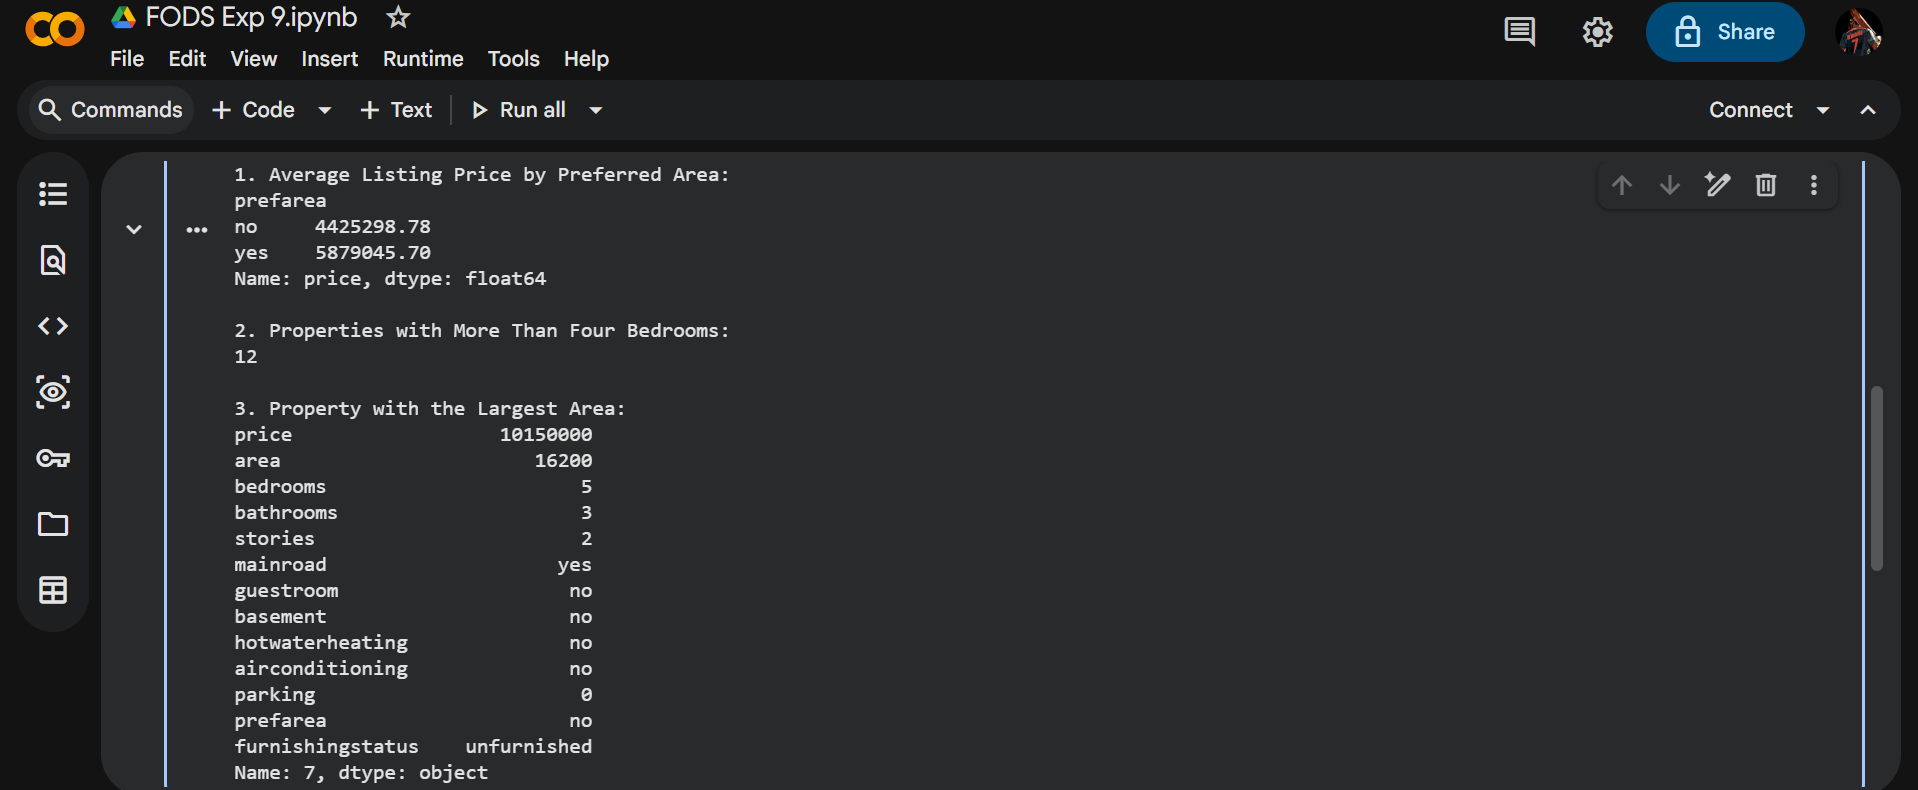 FODS Exp 9.ipynb
File Edit View Insert Runtime Tools Help
Share
Commands + Code + Text Run all
Connect
1. Average Listing Price by Preferred Area:
prefarea
no     4425298.78
yes    5879045.70
Name: price, dtype: float64
2. Properties with More Than Four Bedrooms:
12
3. Property with the Largest Area:
price                  10150000
area                      16200
bedrooms                      5
bathrooms                     3
stories                       2
mainroad                    yes
guestroom                    no
basement                     no
hotwaterheating              no
airconditioning              no
parking                       0
prefarea                     no
furnishingstatus    unfurnished
Name: 7, dtype: object